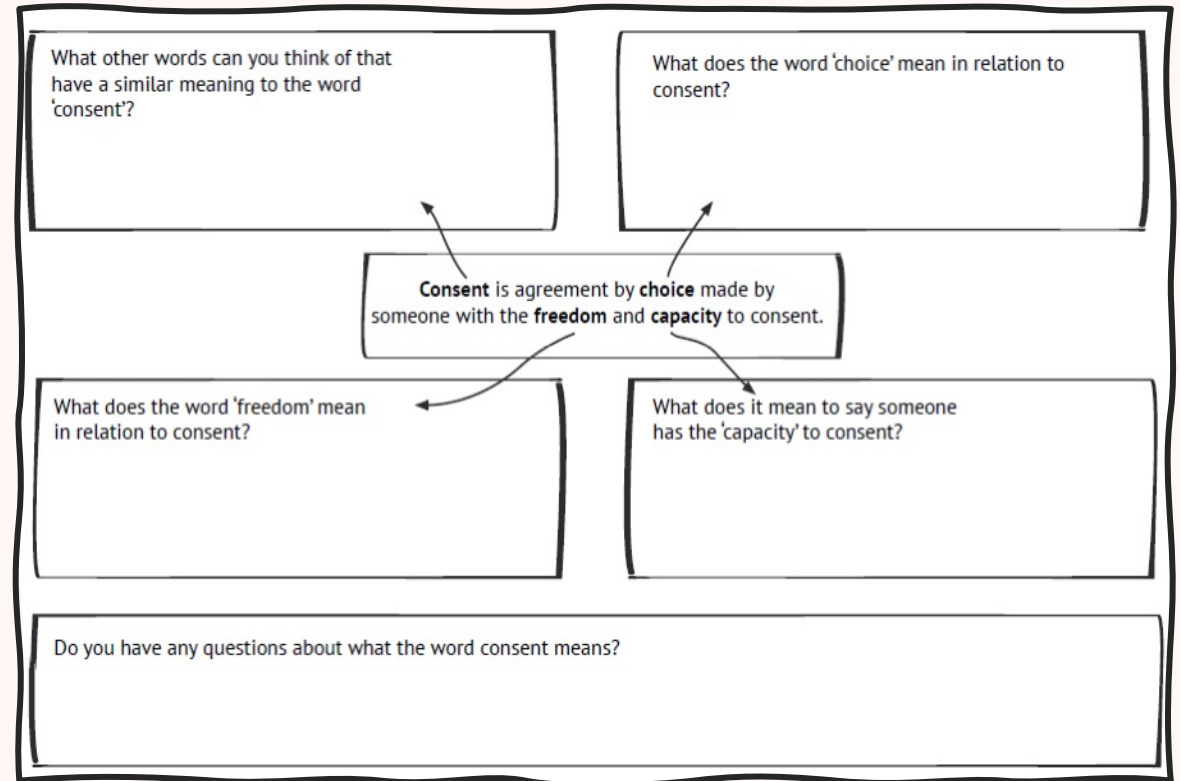 What other words can you think of that
have a similar meaning to the word
‘consent’?
What does the word ‘choice’ mean in relation to
consent?
Consent is agreement by choice made by
someone with the freedom and capacity to consent.
What does the word ‘freedom’ mean
in relation to consent?
What does it mean to say someone
has the ‘capacity’ to consent?
Do you have any questions about what the word consent means?